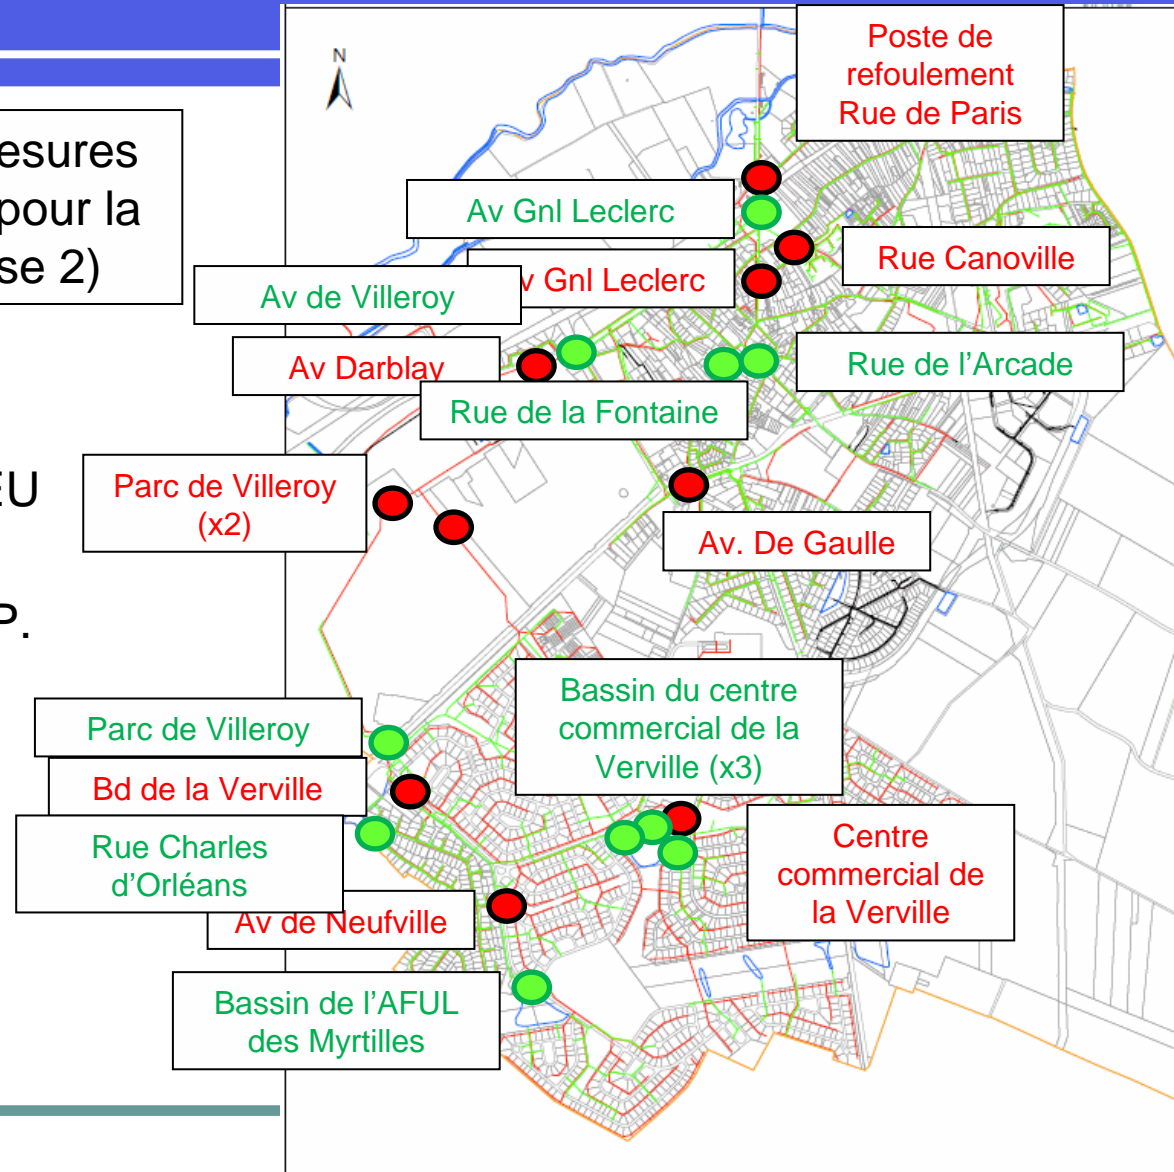 N
Poste de
refoulement
Rue de Paris
esures
pour la
se 2)
Av Gnl Leclerc
Rue Canoville
v Gnl Leclerc
Av de Villeroy
Av Darblay
Rue de l'Arcade
Rue de la Fontaine
EU
Parc de Villeroy
(x2)
Av. De Gaulle
P.
Bassin du centre
commercial de la
Verville (x3)
Parc de Villeroy
Bd de la Verville
Rue Charles
d'Orléans
Centre
commercial de
la Verville
Av de Neufville
Bassin de l'AFUL
des Myrtilles